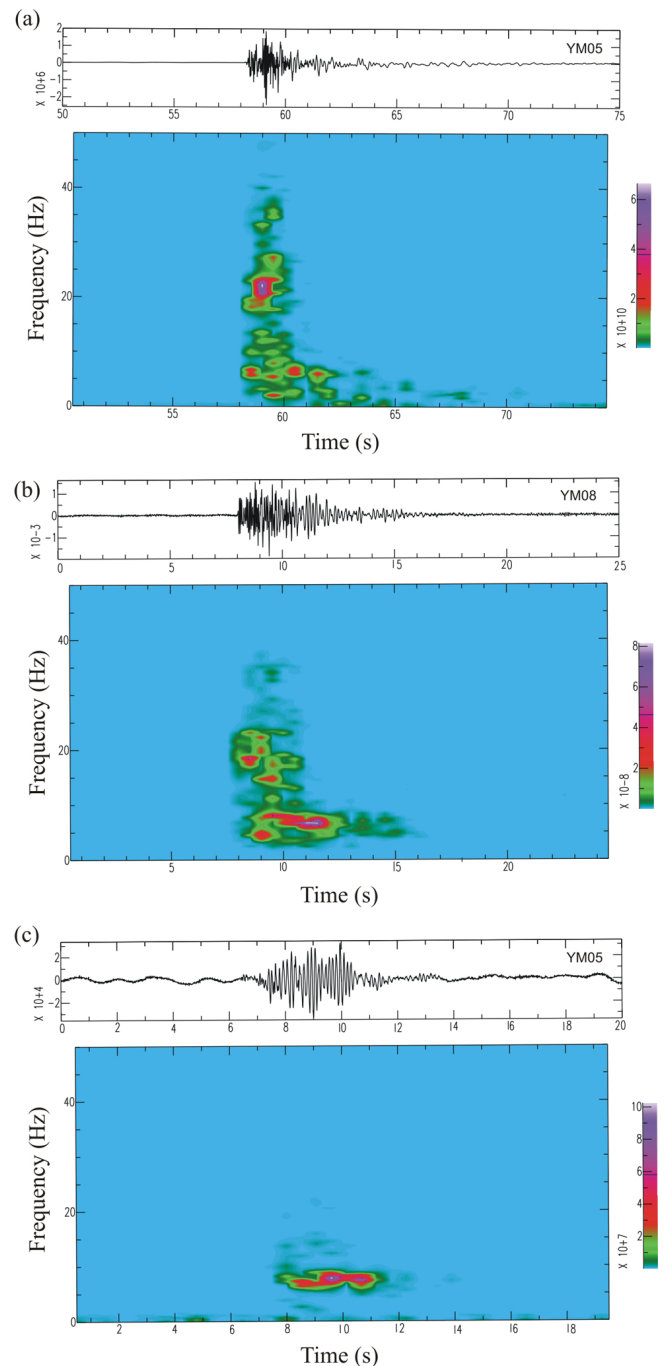 (a)
YM05
2
1
0
-1
-2
X 10+6
50 55 60 65 70 75
Frequency (Hz)
40
20
0
55 60 65 70
Time (s)
6
4
2
X 10+10
(b)
YM08
1
0
-1
X 10-3
0 5 10 15 20 25
Frequency (Hz)
40
20
0
5 10 15 20
Time (s)
8
6
4
2
X 10-8
(c)
YM05
2
0
-2
X 10+4
0 2 4 6 8 10 12 14 16 18 20
Frequency (Hz)
40
20
0
2 4 6 8 10 12 14 16 18
Time (s)
10
8
6
4
2
X 10+7